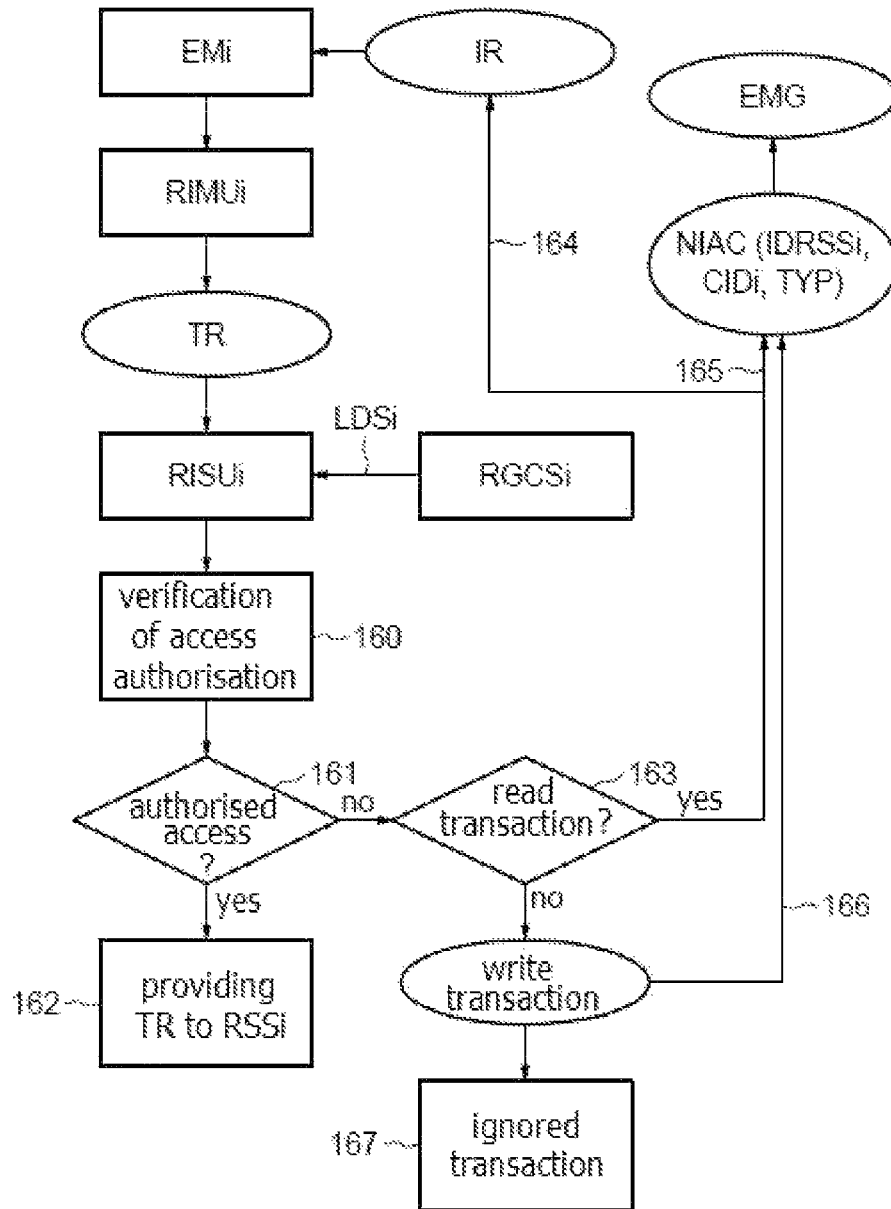 EMi
IR
EMG
RIMUi
164
NIAC (IDRSSi,
CIDi, TYP)
TR
165
LDSi
RISUi
RGCSi
verification
of access
authorisation
160
161
163
authorised
access
?
no
read
transaction?
yes
yes
no
166
162
providing
TR to RSSi
write
transaction
167
ignored
transaction